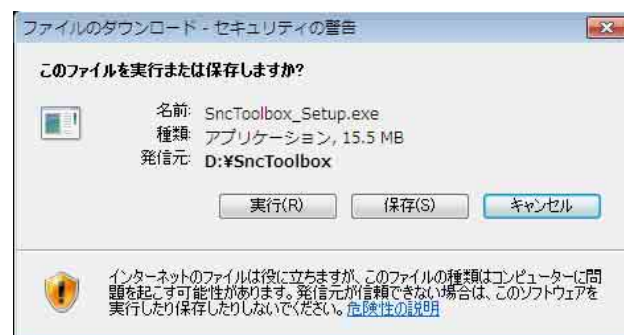 ファイルのダウンロード - セキュリティの警告
このファイルを実行または保存しますか?
名前: SncToolbox_Setup.exe
種類: アプリケーション, 15.5 MB
発信元: D:¥SncToolbox
実行(R) 保存(S) キャンセル
インターネットのファイルは役に立ちますが、このファイルの種類はコンピューターに問
題を起こす可能性があります。発信元が信頼できない場合は、このソフトウェアを
実行したり保存したりしないでください。危険性の説明